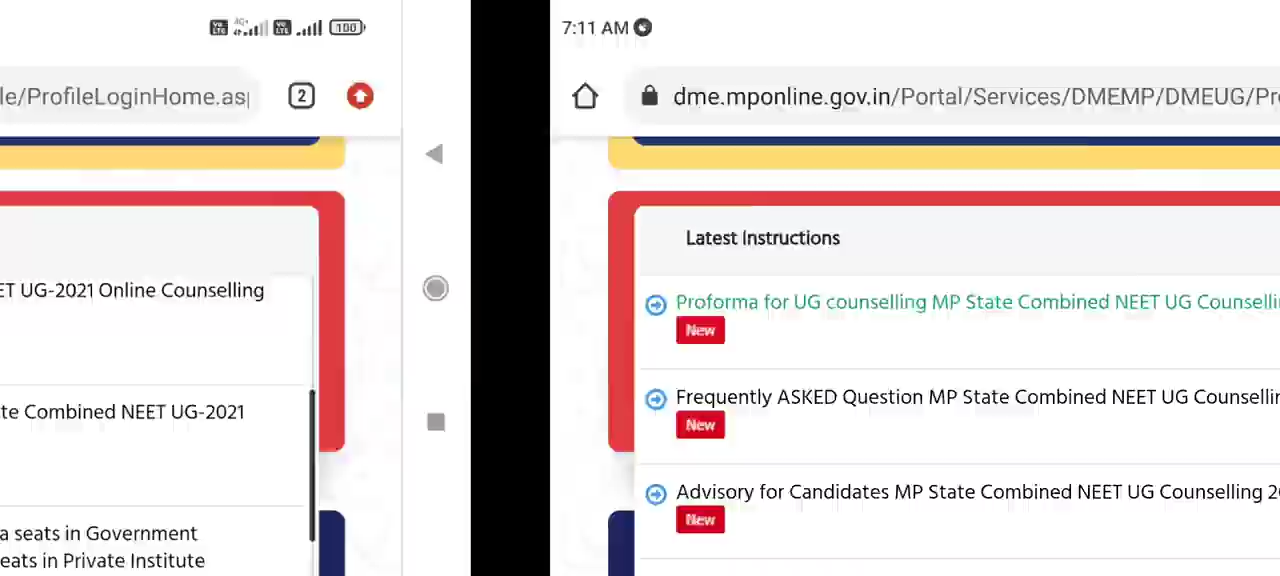 100
le/ProfileLoginHome.as
2
ET UG-2021 Online Counselling
te Combined NEET UG-2021
a seats in Government
eats in Private Institute
7:11 AM
dme.mponline.gov.in/Portal/Services/DMEMP/DMEUG/Pr
Latest Instructions
Proforma for UG counselling MP State Combined NEET UG Counselli
New
Frequently ASKED Question MP State Combined NEET UG Counselli
New
Advisory for Candidates MP State Combined NEET UG Counselling 2
New